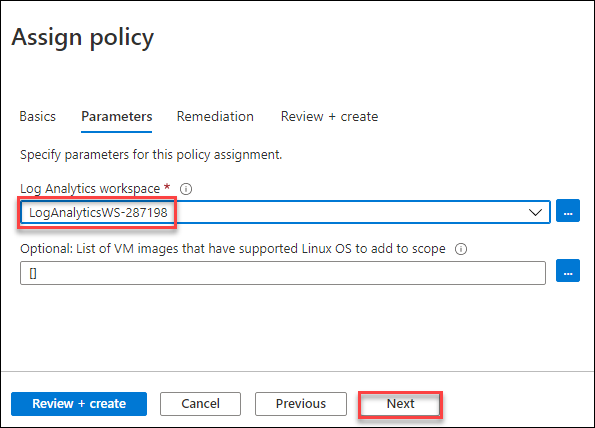 Assign policy
Basics Parameters Remediation Review + create
Specify parameters for this policy assignment.
Log Analytics workspace *
LogAnalyticsWS-287198 ...
Optional: List of VM images that have supported Linux OS to add to scope
[] ...
Review + create Cancel Previous Next